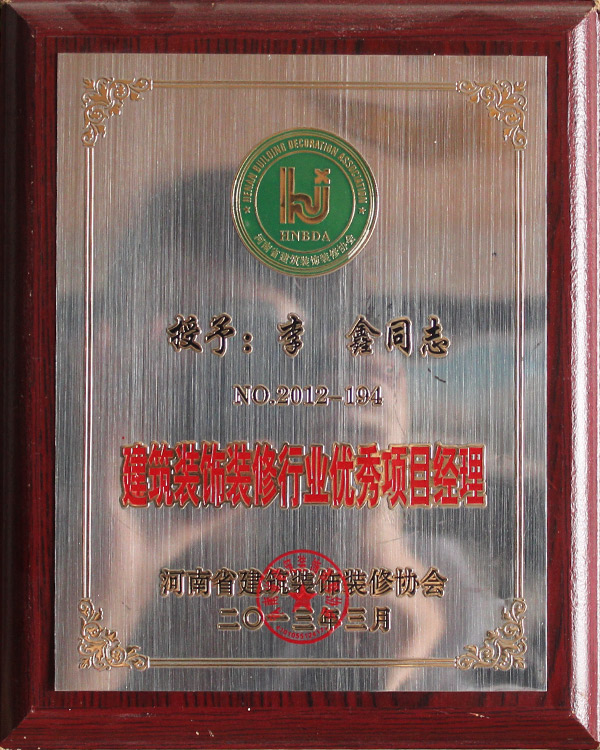 ★ HENAN BUILDING DECORATION ASSOCIATION ★
HNBDA
河南省建筑装饰装修协会
授予：李 鑫同志
NO.2012-194
建筑装饰装修行业优秀项目经理
河南省建筑装饰装修协会
二〇一三年三月